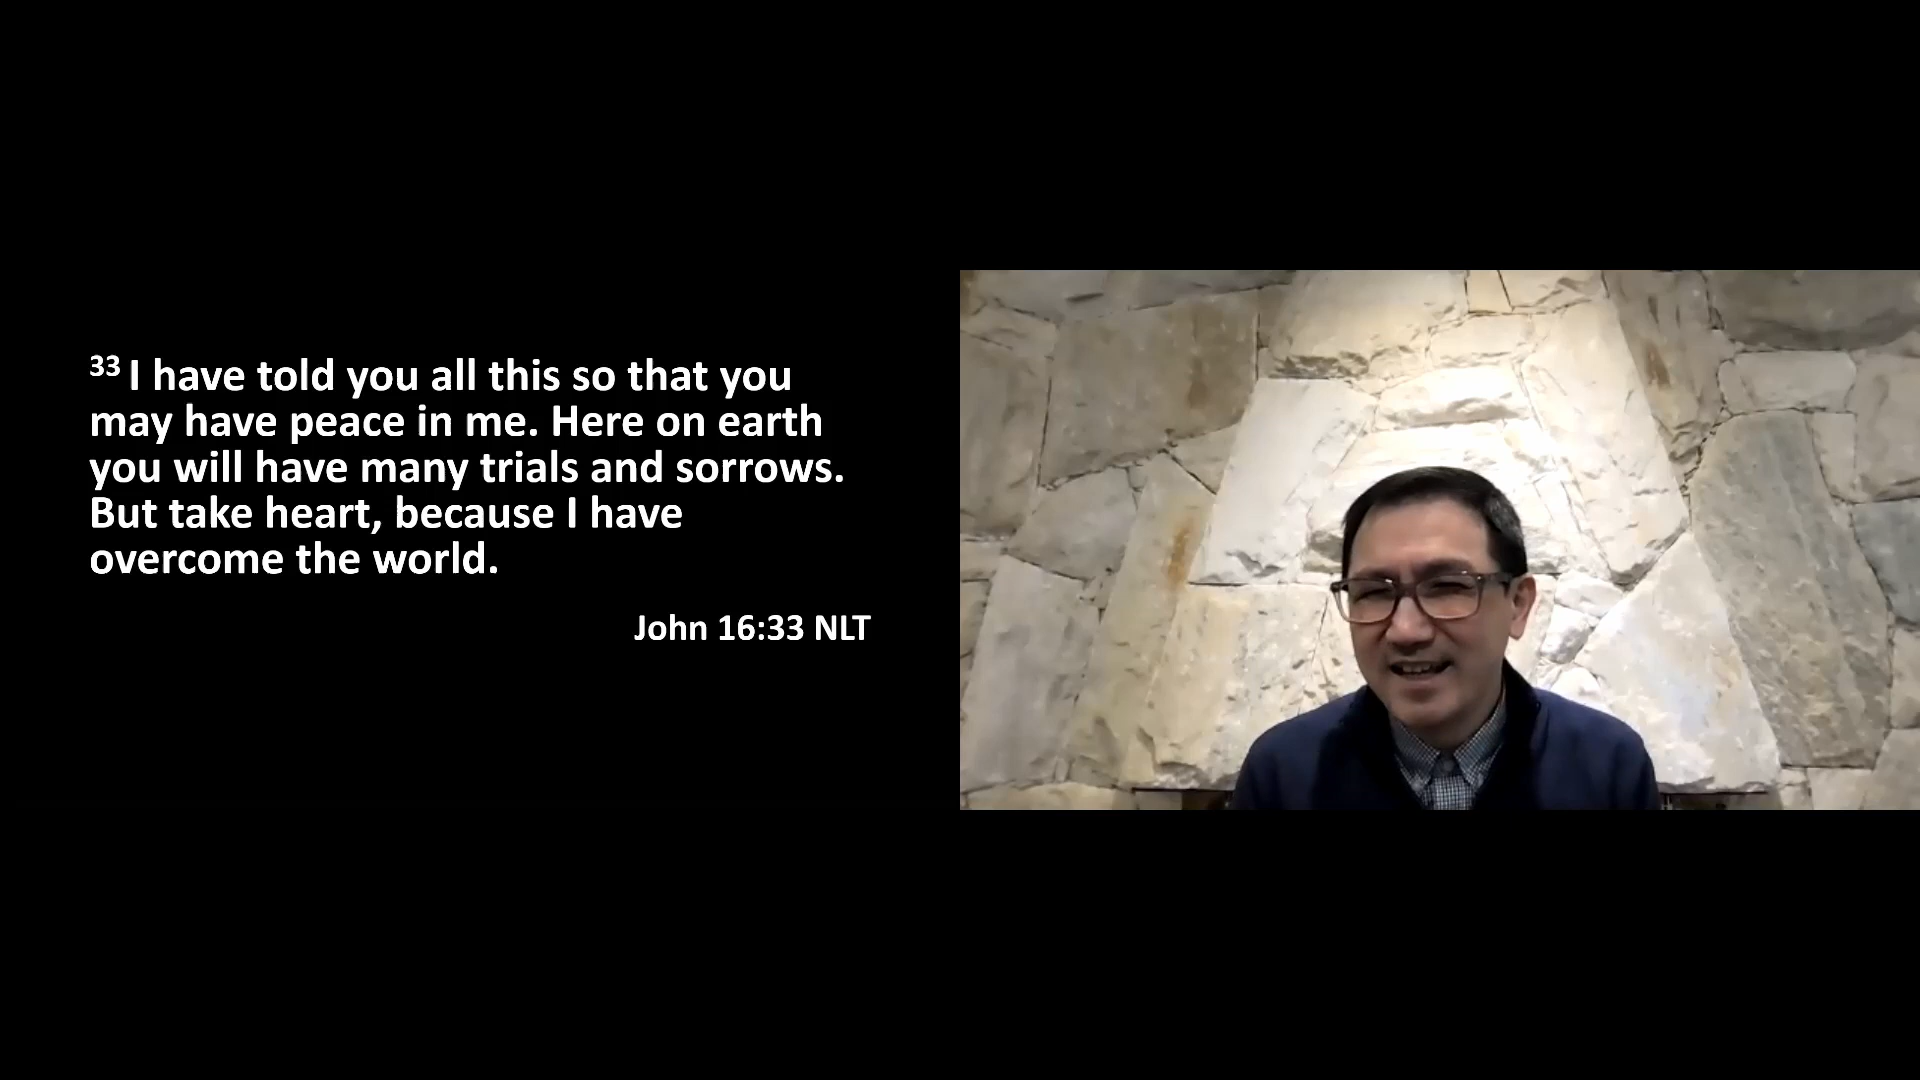 33 I have told you all this so that you
may have peace in me. Here on earth
you will have many trials and sorrows.
But take heart, because I have
overcome the world.
John 16:33 NLT